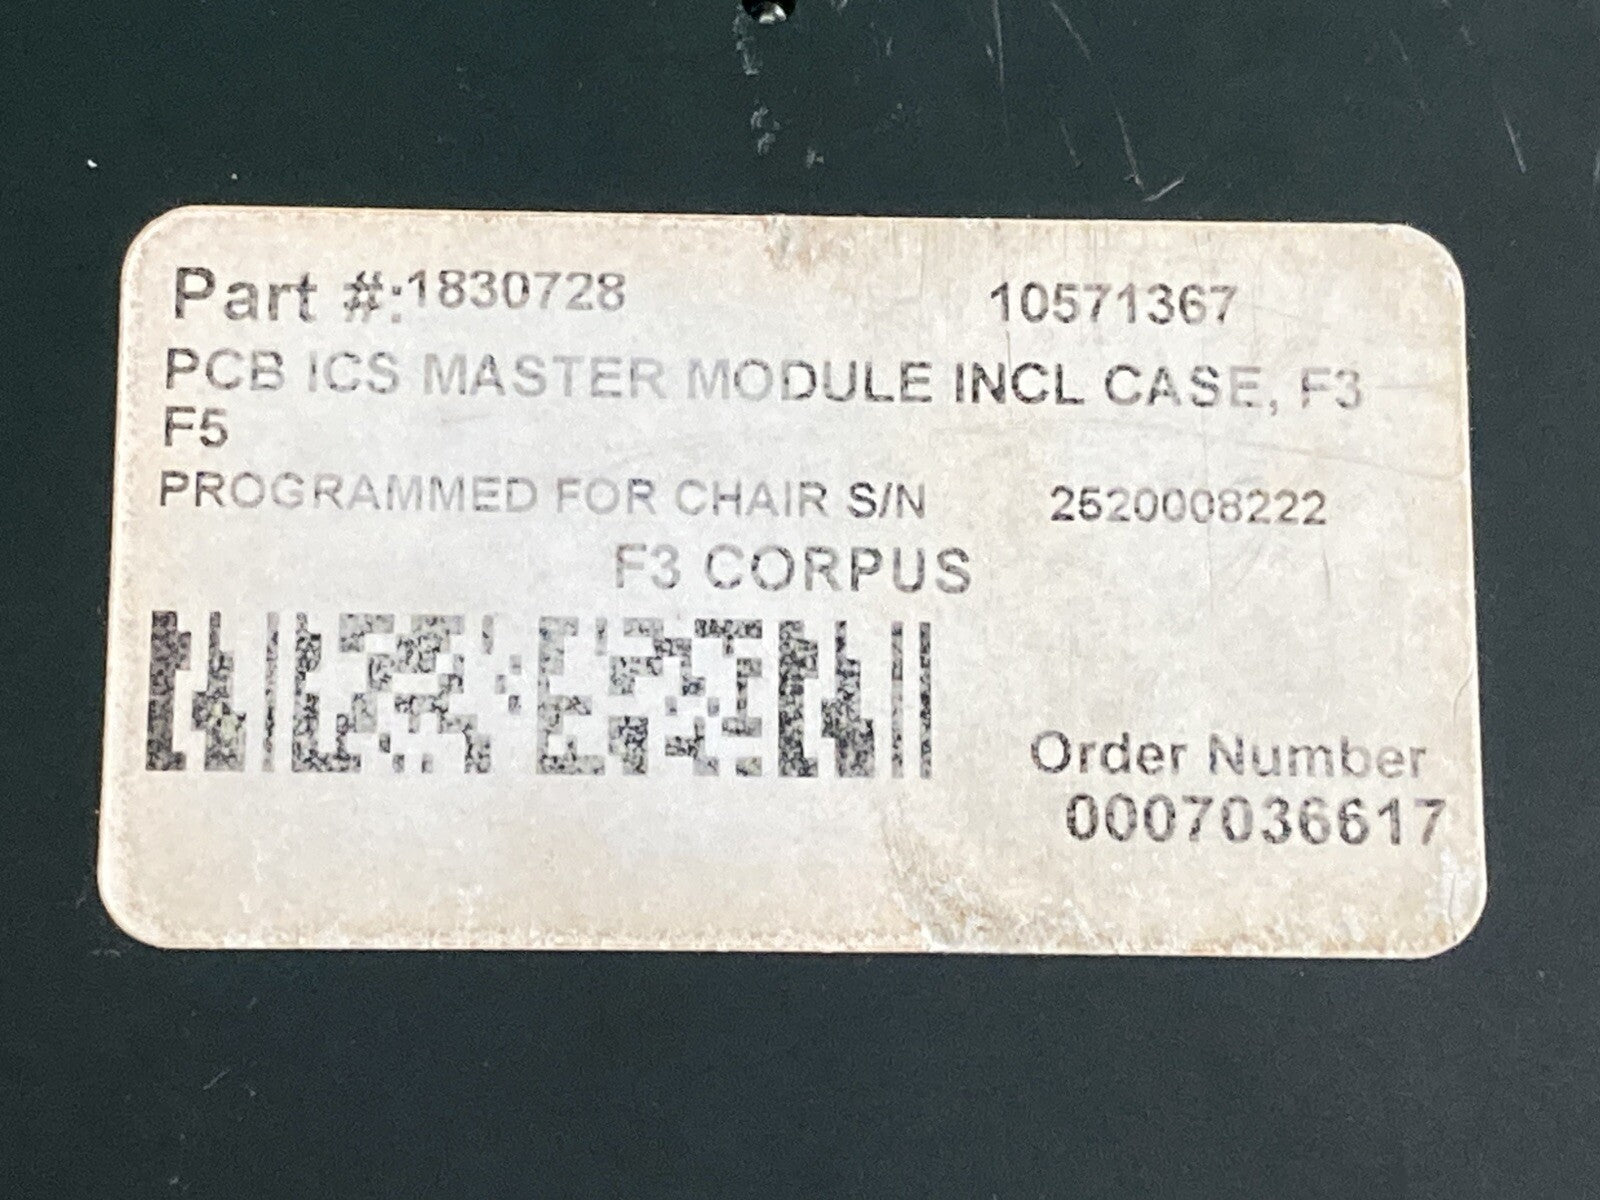 Part #:1830728 10571367
PCB ICS MASTER MODULE INCL CASE, F3
F5
PROGRAMMED FOR CHAIR S/N 2520008222
F3 CORPUS
Order Number
0007036617